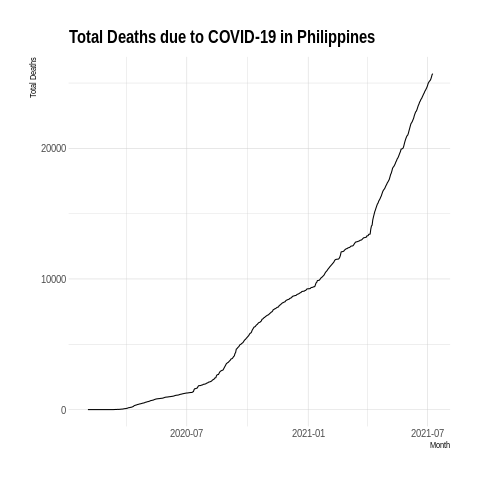 Total Deaths due to COVID-19 in Philippines
Total Deaths
20000
10000
0
2020-07 2021-01 2021-07
Month